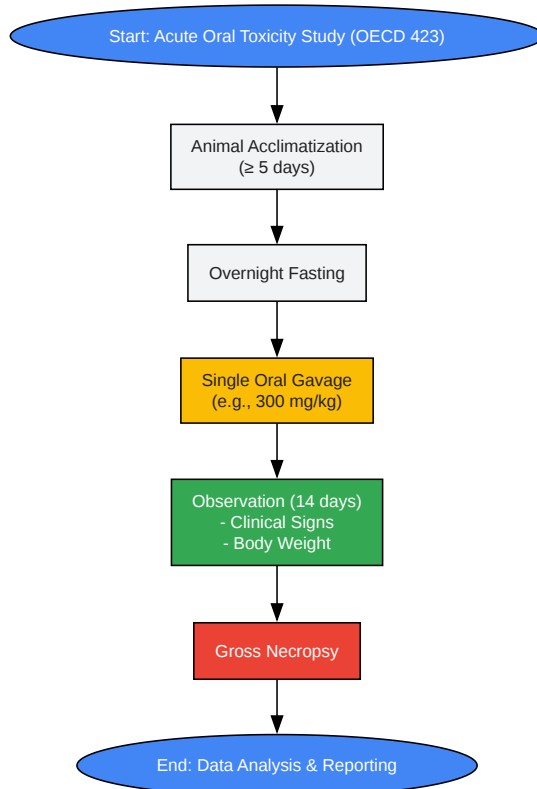 Start: Acute Oral Toxicity Study (OECD 423)
Animal Acclimatization
(≥ 5 days)
Overnight Fasting
Single Oral Gavage
(e.g., 300 mg/kg)
Observation (14 days)
- Clinical Signs
- Body Weight
Gross Necropsy
End: Data Analysis & Reporting